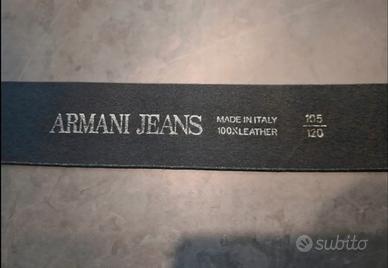 ARMANI JEANS
MADE IN ITALY
100%LEATHER
105
120
subito